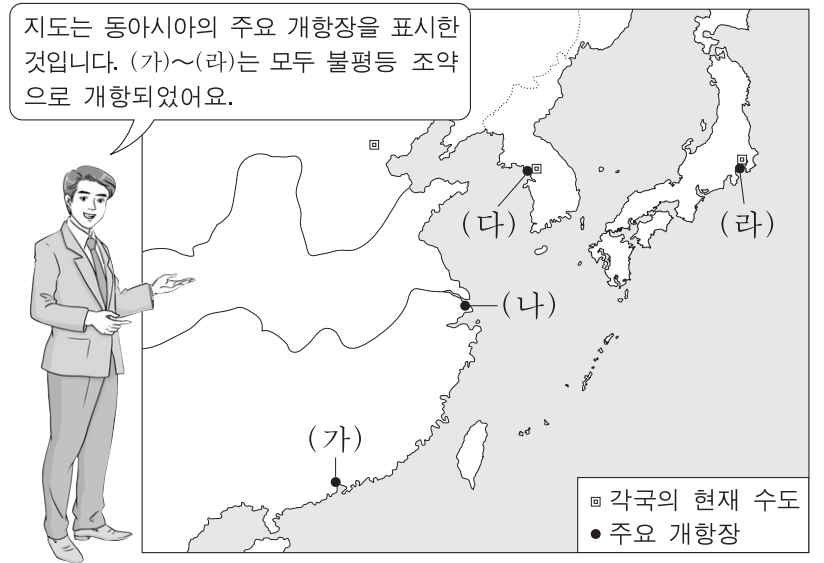 지도는 동아시아의 주요 개항장을 표시한
것입니다. (가)～(라)는 모두 불평등 조약
으로 개항되었어요.
(다)
(라)
(나)
(가)
각국의 현재 수도
주요 개항장